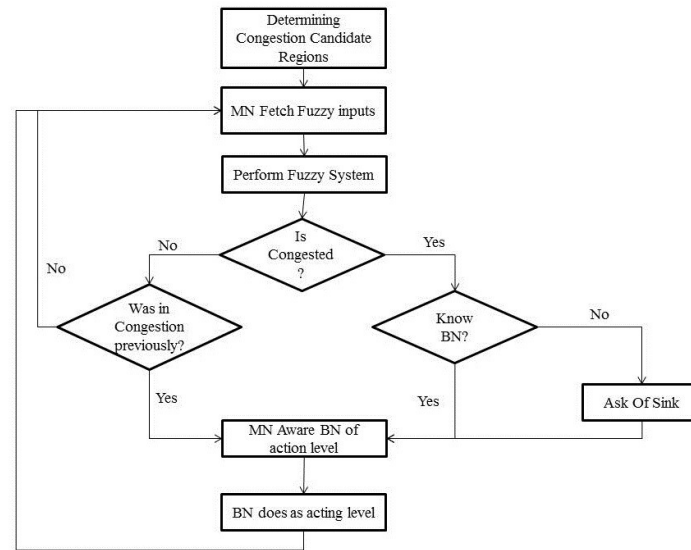 Determining
Congestion Candidate
Regions
MN Fetch Fuzzy inputs
Perform Fuzzy System
Is
Congested
?
No
Yes
No
Was in
Congestion
previously?
Know
BN?
No
Yes
Yes
Ask Of Sink
MN Aware BN of
action level
BN does as acting level